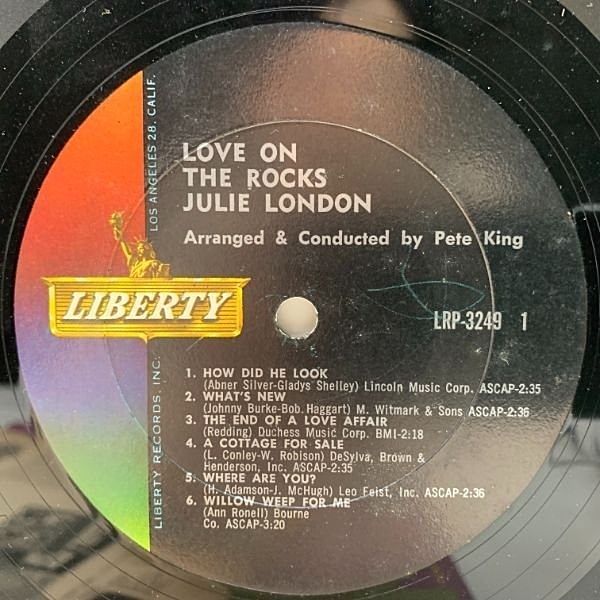 LOVE ON
THE ROCKS
JULIE LONDON
Arranged & Conducted by Pete King
LIBERTY
LRP-3249 1
1. HOW DID HE LOOK
(Abner Silver-Gladys Shelley) Lincoln Music Corp. ASCAP-2:35
2. WHAT'S NEW
(Johnny Burke-Bob. Haggart) M. Witmark & Sons ASCAP-2:36
3. THE END OF A LOVE AFFAIR
(Redding) Duchess Music Corp. BMI-2:18
4. A COTTAGE FOR SALE
(L. Conley-W. Robison) DeSylva, Brown &
Henderson, Inc. ASCAP-2:35
5. WHERE ARE YOU?
(H. Adamson-J. McHugh) Leo Feist, Inc. ASCAP-2:36
6. WILLOW WEEP FOR ME
(Ann Ronell) Bourne
Co. ASCAP-3:20
LIBERTY RECORDS, INC.
LOS ANGELES 28, CALIF.